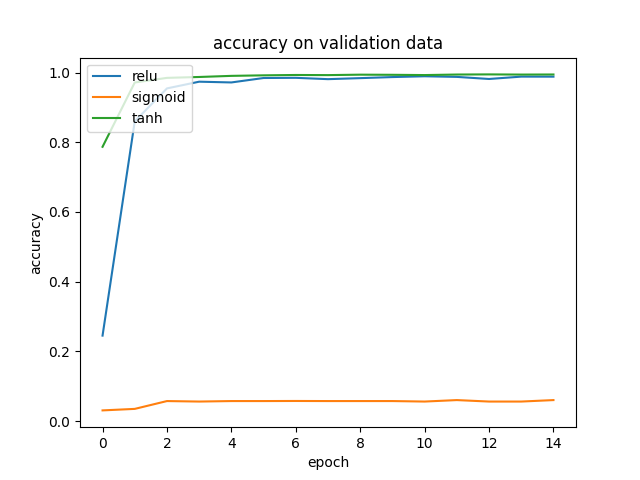 accuracy on validation data
relu
sigmoid
tanh
accuracy
1.0
0.8
0.6
0.4
0.2
0.0
0 2 4 6 8 10 12 14
epoch